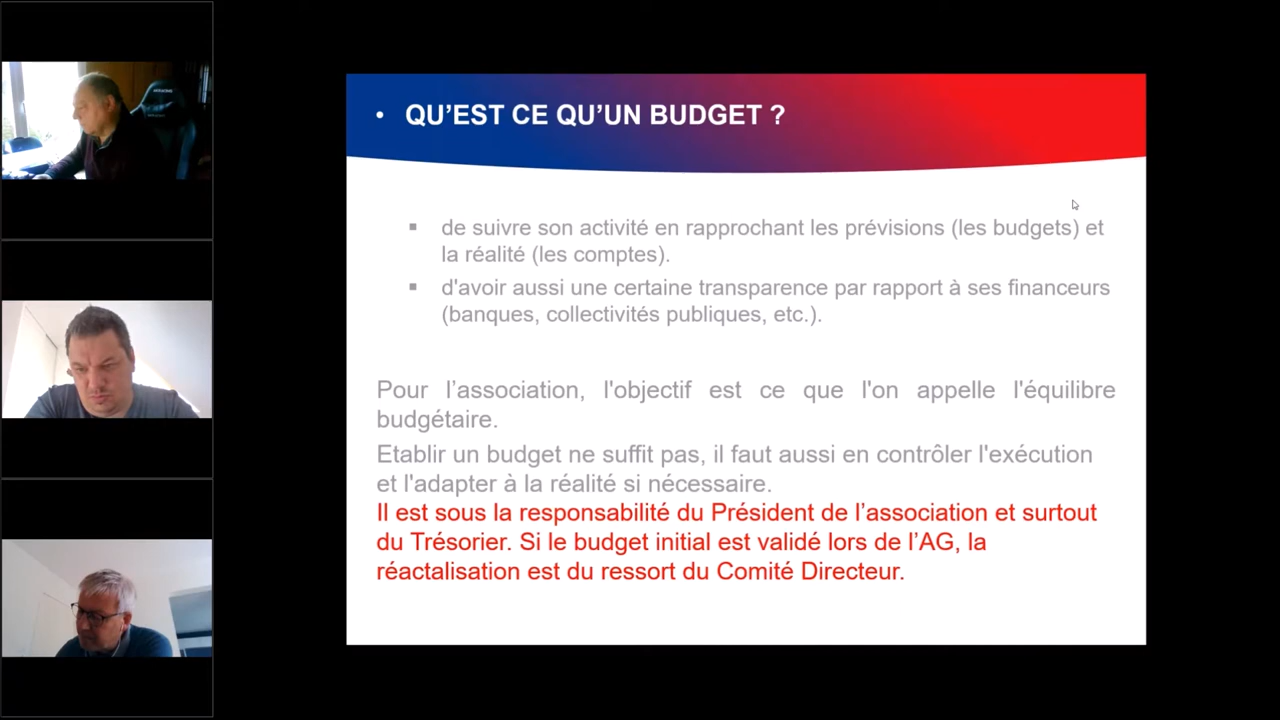 • QU’EST CE QU’UN BUDGET ?
▪ de suivre son activité en rapprochant les prévisions (les budgets) et
la réalité (les comptes).
▪ d'avoir aussi une certaine transparence par rapport à ses financeurs
(banques, collectivités publiques, etc.).
Pour l’association, l'objectif est ce que l'on appelle l'équilibre
budgétaire.
Etablir un budget ne suffit pas, il faut aussi en contrôler l'exécution
et l'adapter à la réalité si nécessaire.
Il est sous la responsabilité du Président de l’association et surtout
du Trésorier. Si le budget initial est validé lors de l’AG, la
réactalisation est du ressort du Comité Directeur.